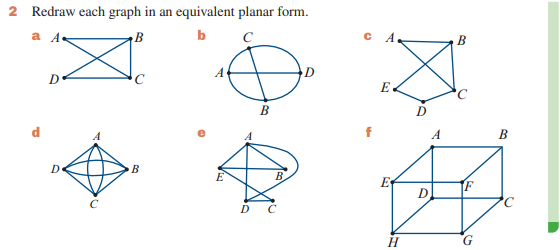 2 Redraw each graph in an equivalent planar form.
a A B D C
b C A D B
c A B E C D
d A D B C
e A E B D C
f A B E F D C H G